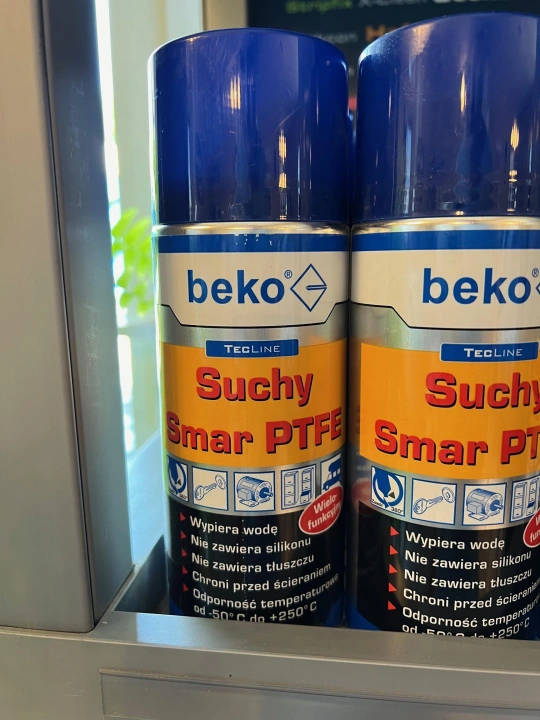 beko®
TECLINE
Suchy
Smar PTFE
Wielo-
funkcyjny
Wypiera wodę
Nie zawiera silikonu
Nie zawiera tłuszczu
Chroni przed ścieraniem
Odporność temperaturowa
od -50°C do +250°C
beko
TECLINE
Suchy
Smar PT
360°
Wypiera wodę
Nie zawiera silikonu
Nie zawiera tłuszczu
Chroni przed ścieraniem
Odporność temperaturow
od -50°C do +250°C